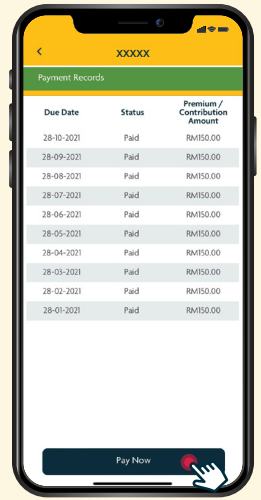 XXXXX
Payment Records
Due Date Status Premium /
Contribution
Amount
28-10-2021 Paid RM150.00
28-09-2021 Paid RM150.00
28-08-2021 Paid RM150.00
28-07-2021 Paid RM150.00
28-06-2021 Paid RM150.00
28-05-2021 Paid RM150.00
28-04-2021 Paid RM150.00
28-03-2021 Paid RM150.00
28-02-2021 Paid RM150.00
28-01-2021 Paid RM150.00
Pay Now